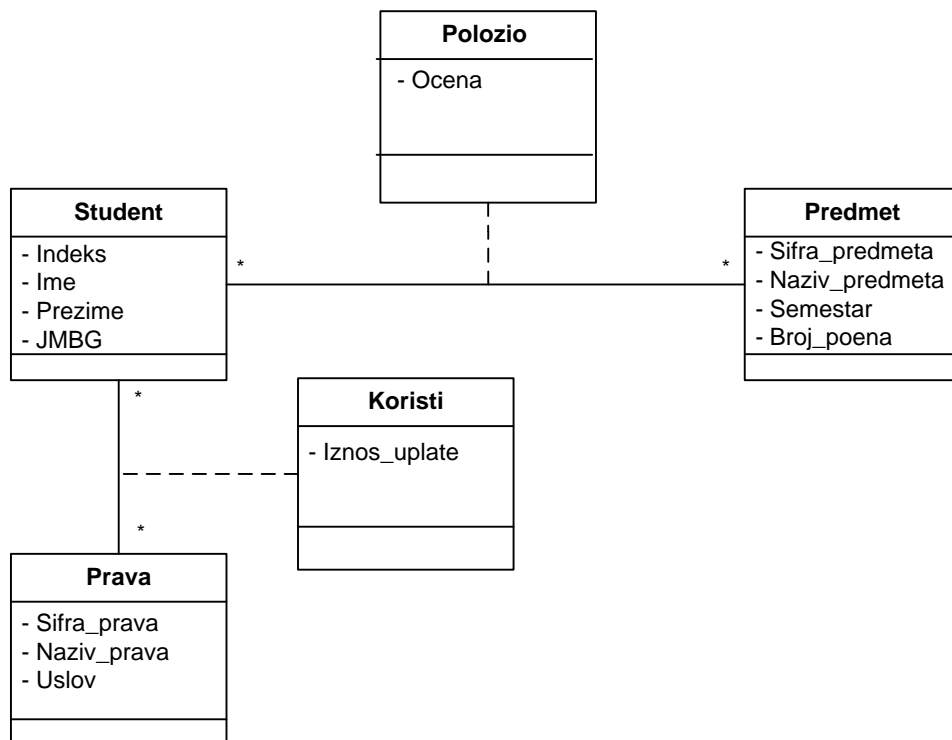 Polozio
- Ocena
Student
- Indeks
- Ime
- Prezime
- JMBG
*
*
Predmet
- Sifra_predmeta
- Naziv_predmeta
- Semestar
- Broj_poena
*
*
Koristi
- Iznos_uplate
Prava
- Sifra_prava
- Naziv_prava
- Uslov